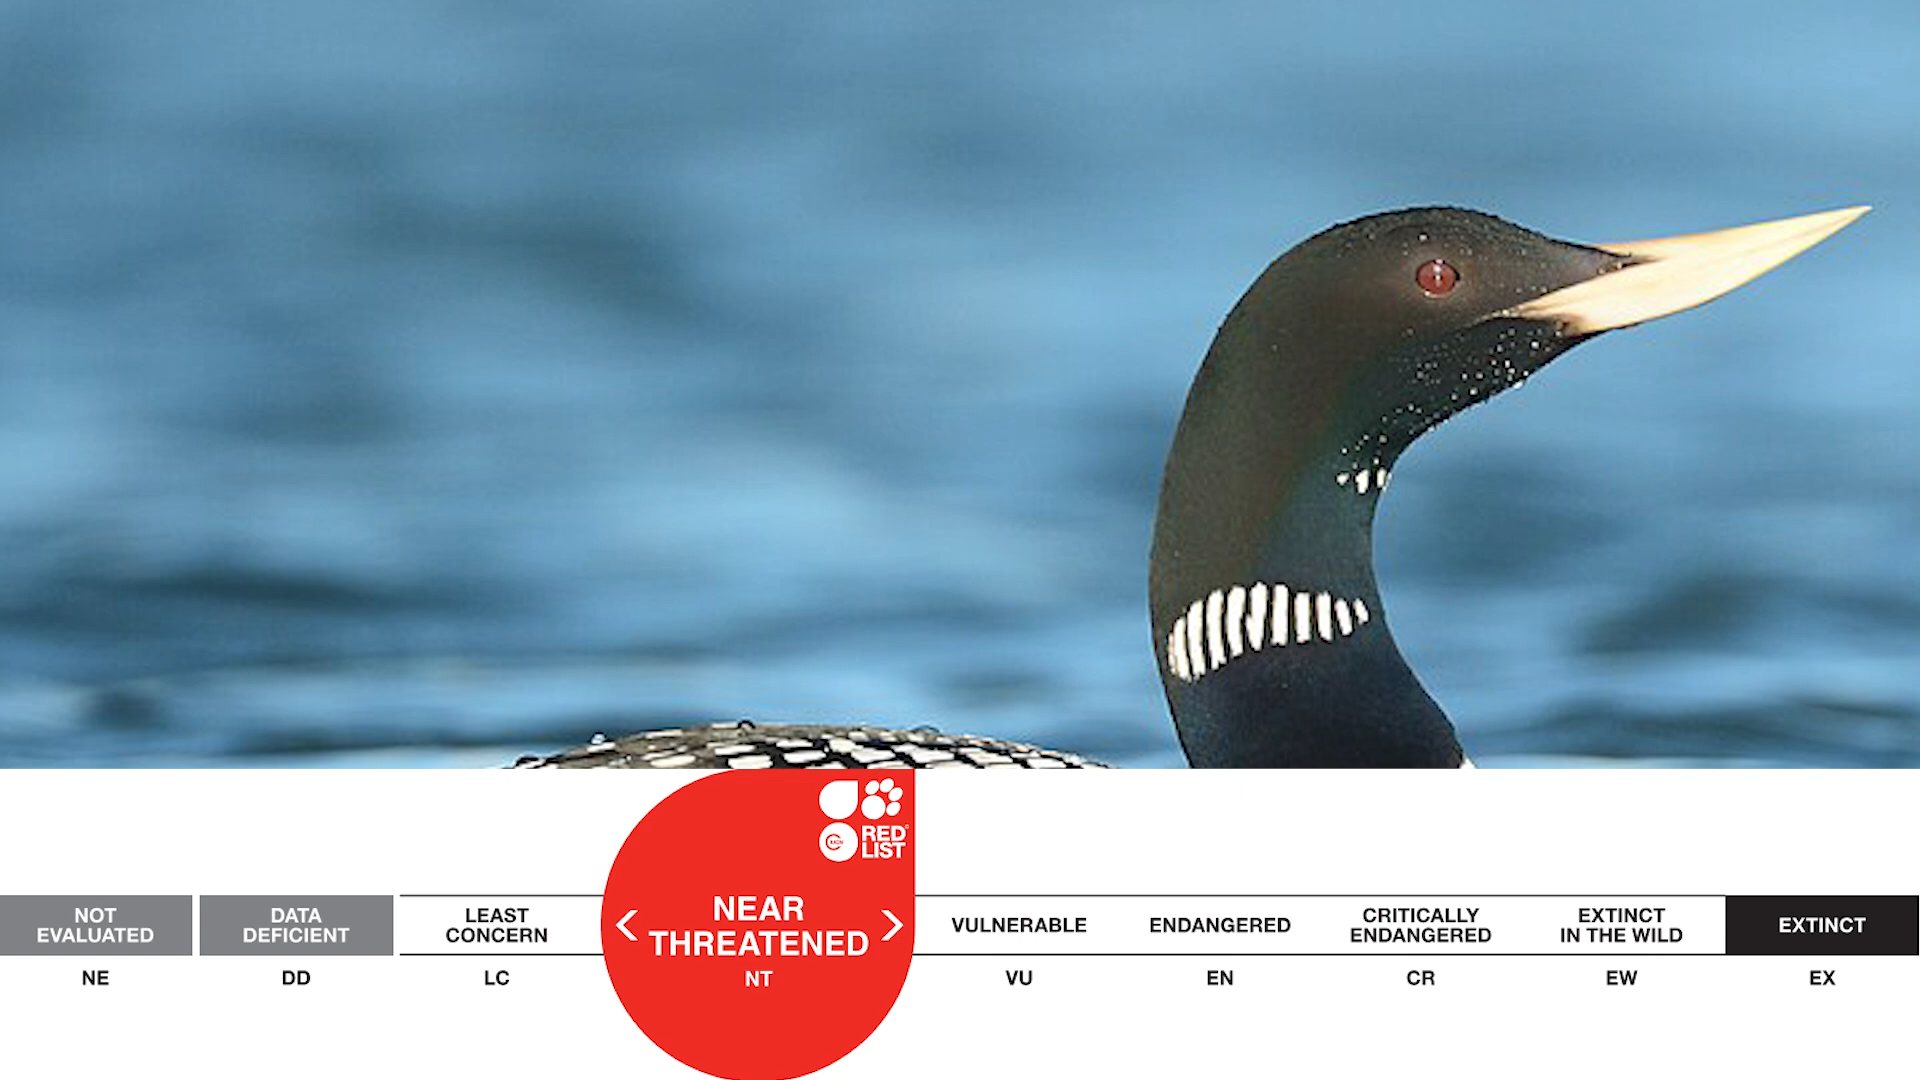 RED
LIST
NOT
EVALUATED
DATA
DEFICIENT
LEAST
CONCERN
< NEAR
THREATENED >
VULNERABLE
ENDANGERED
CRITICALLY
ENDANGERED
EXTINCT
IN THE WILD
EXTINCT
NE
DD
LC
NT
VU
EN
CR
EW
EX